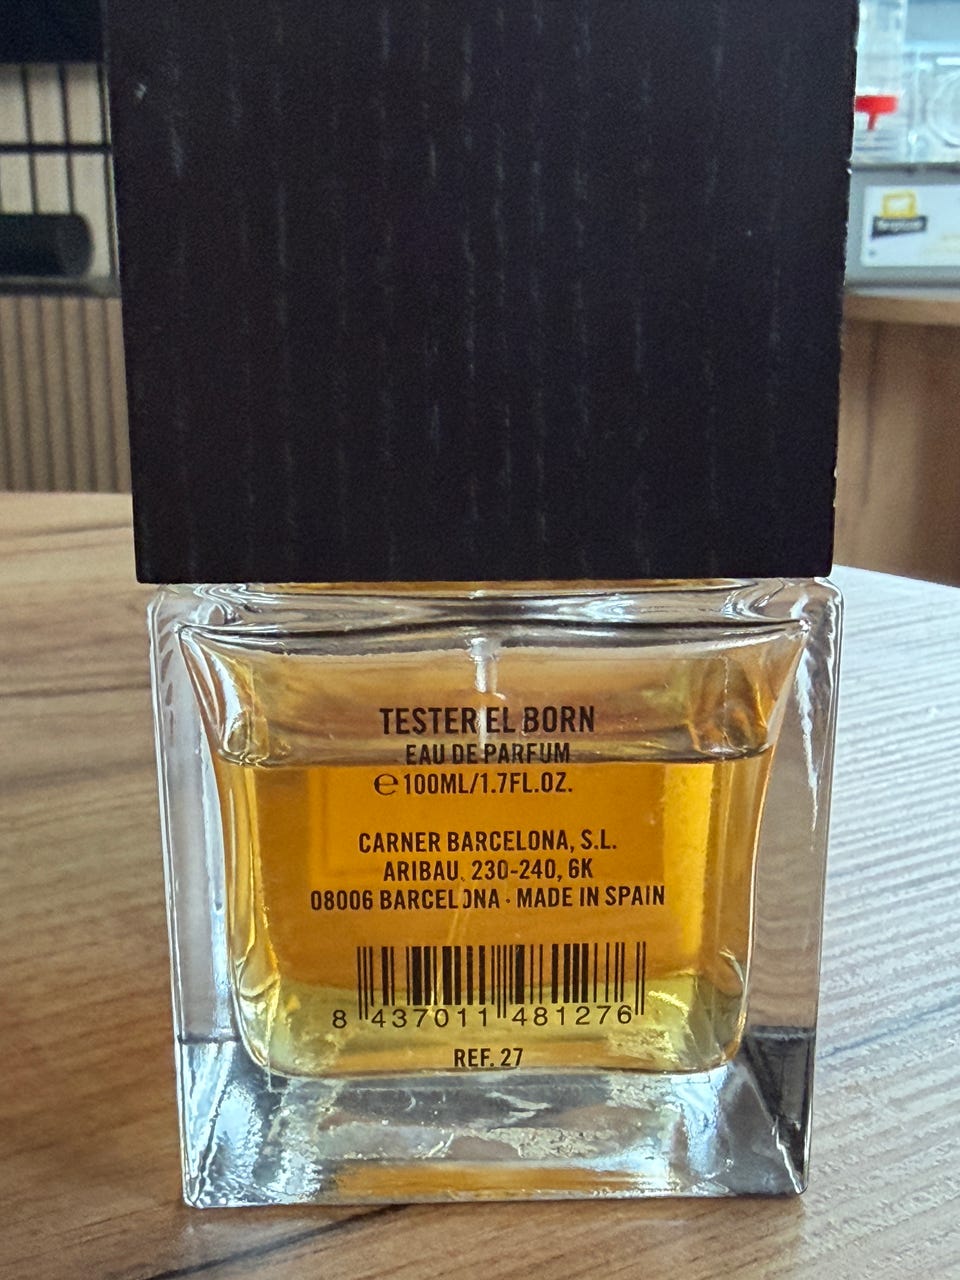 TESTER EL BORN
EAU DE PARFUM
℮ 100ML/1.7FL.OZ.
CARNER BARCELONA, S.L.
ARIBAU, 230-240, 6K
08006 BARCELONA · MADE IN SPAIN
8 437011 481276
REF. 27